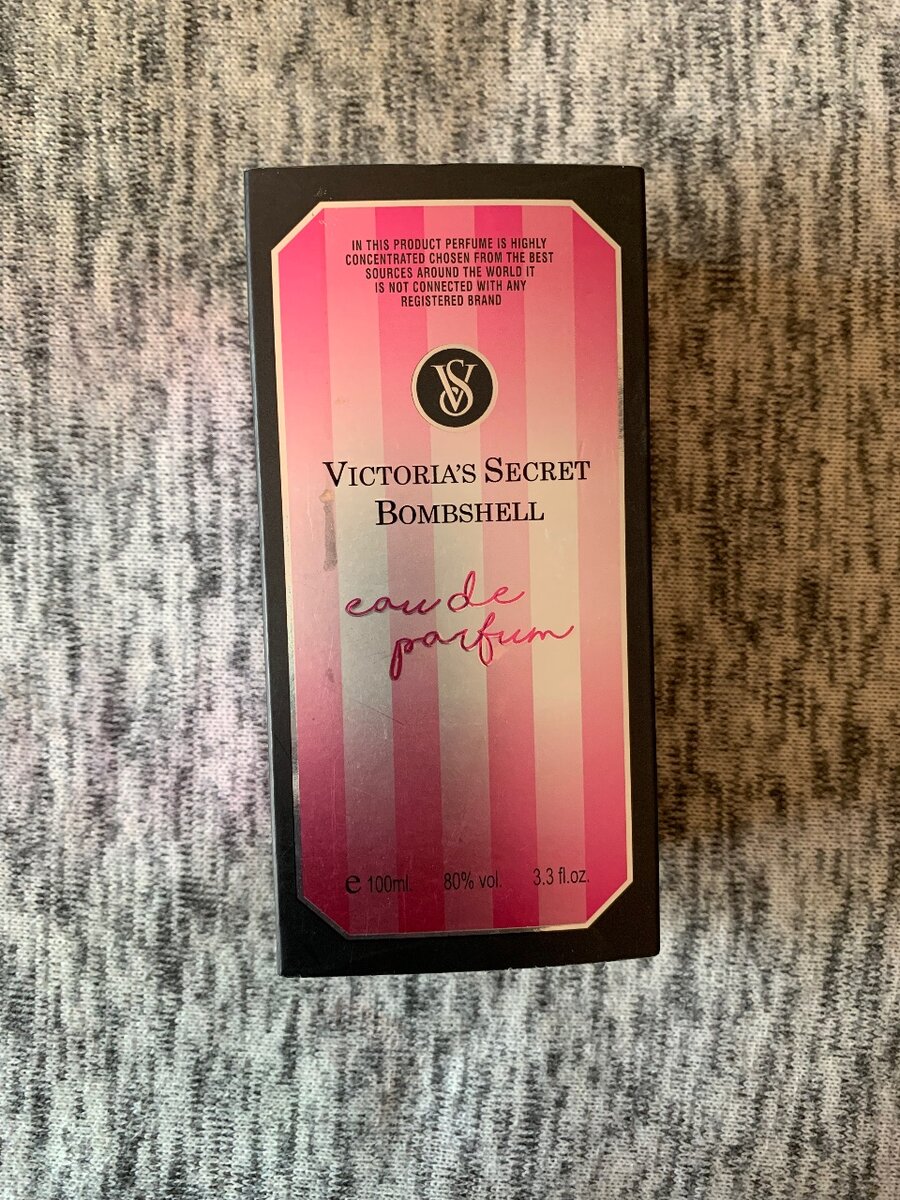 IN THIS PRODUCT PERFUME IS HIGHLY
CONCENTRATED CHOSEN FROM THE BEST
SOURCES AROUND THE WORLD IT
IS NOT CONNECTED WITH ANY
REGISTERED BRAND
VS
VICTORIA'S SECRET
BOMBSHELL
eau de
parfum
e 100ml. 80% vol. 3.3 fl.oz.